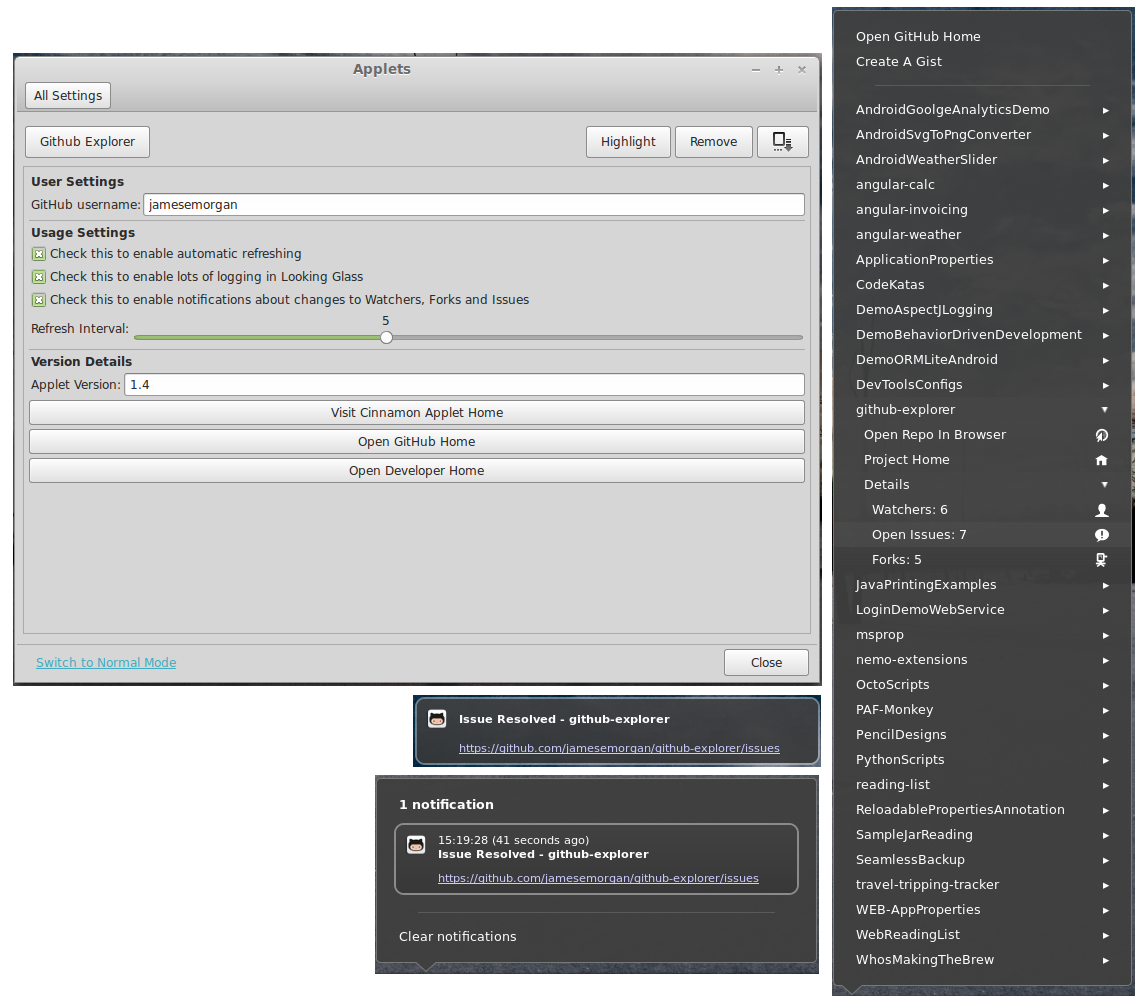 Applets
All Settings
Github Explorer
Highlight
Remove
User Settings
GitHub username: jamesemorgan
Usage Settings
Check this to enable automatic refreshing
Check this to enable lots of logging in Looking Glass
Check this to enable notifications about changes to Watchers, Forks and Issues
5
Refresh Interval:
Version Details
Applet Version: 1.4
Visit Cinnamon Applet Home
Open GitHub Home
Open Developer Home
Switch to Normal Mode
Close
Issue Resolved - github-explorer
https://github.com/jamesemorgan/github-explorer/issues
1 notification
15:19:28 (41 seconds ago)
Issue Resolved - github-explorer
https://github.com/jamesemorgan/github-explorer/issues
Clear notifications
Open GitHub Home
Create A Gist
AndroidGoolgeAnalyticsDemo
AndroidSvgToPngConverter
AndroidWeatherSlider
angular-calc
angular-invoicing
angular-weather
ApplicationProperties
CodeKatas
DemoAspectJLogging
DemoBehaviorDrivenDevelopment
DemoORMLiteAndroid
DevToolsConfigs
github-explorer
Open Repo In Browser
Project Home
Details
Watchers: 6
Open Issues: 7
Forks: 5
JavaPrintingExamples
LoginDemoWebService
msprop
nemo-extensions
OctoScripts
PAF-Monkey
PencilDesigns
PythonScripts
reading-list
ReloadablePropertiesAnnotation
SampleJarReading
SeamlessBackup
travel-tripping-tracker
WEB-AppProperties
WebReadingList
WhosMakingTheBrew